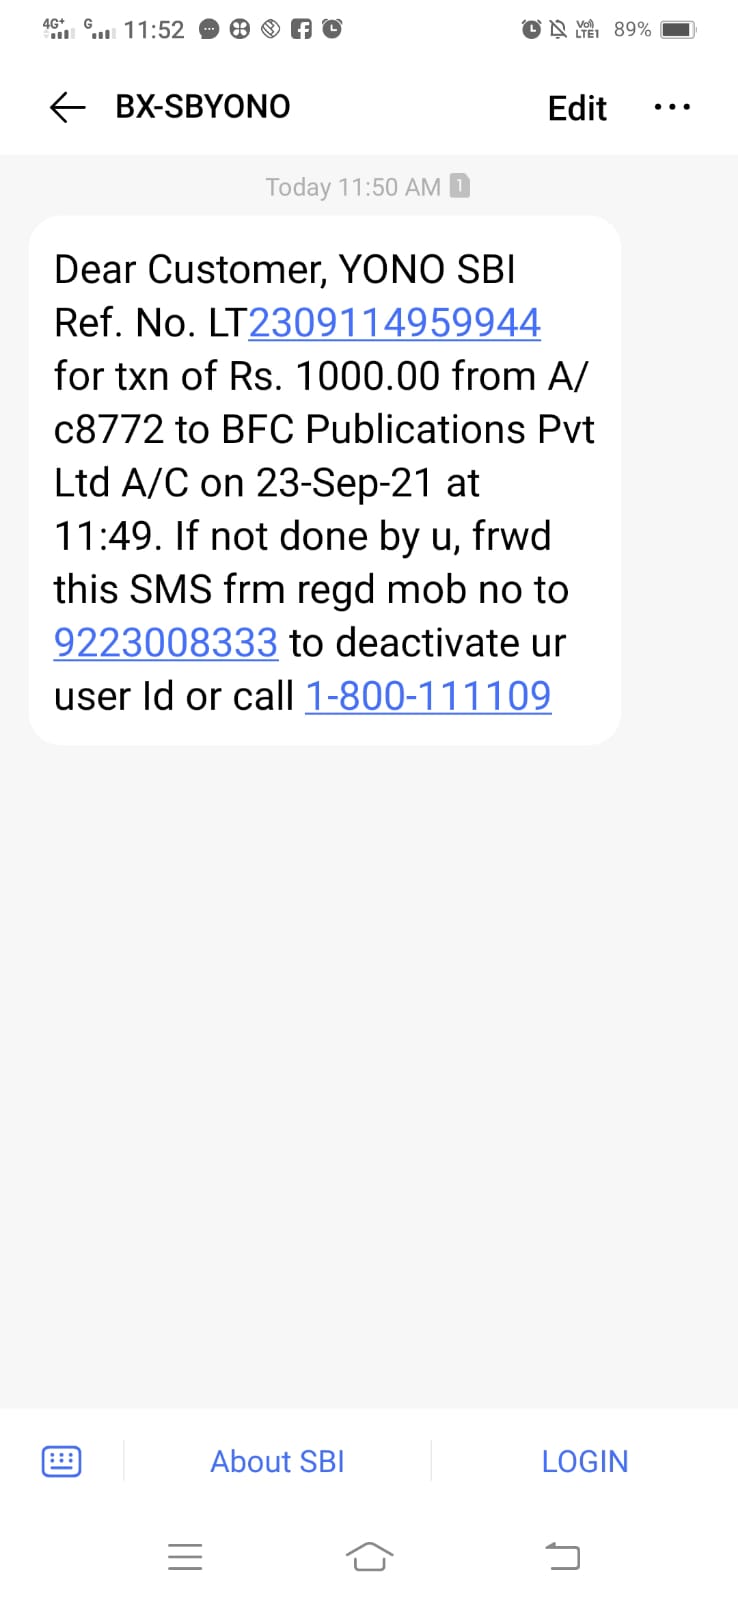 4G+ G 11:52 Vo) LTE1 89%
BX-SBYONO Edit ...
Today 11:50 AM 1
Dear Customer, YONO SBI
Ref. No. LT2309114959944
for txn of Rs. 1000.00 from A/
c8772 to BFC Publications Pvt
Ltd A/C on 23-Sep-21 at
11:49. If not done by u, frwd
this SMS frm regd mob no to
9223008333 to deactivate ur
user Id or call 1-800-111109
About SBI LOGIN